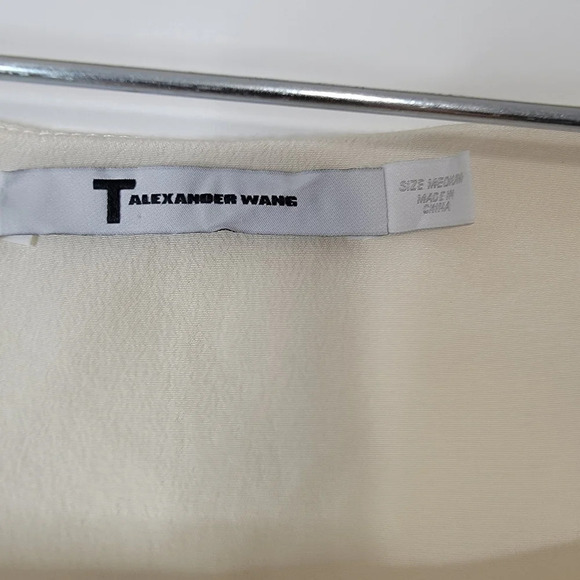 T ALEXANDER WANG
SIZE MEDIUM
MADE IN
CHINA